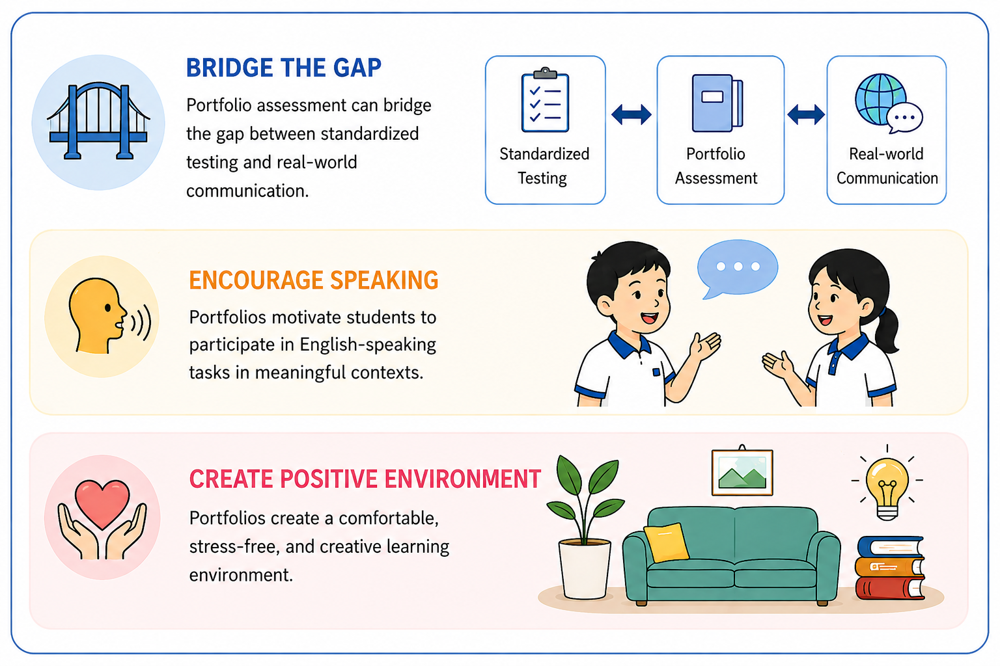 BRIDGE THE GAP
Portfolio assessment can bridge
the gap between standardized
testing and real-world
communication.
Standardized
Testing
Portfolio
Assessment
Real-world
Communication
ENCOURAGE SPEAKING
Portfolios motivate students to
participate in English-speaking
tasks in meaningful contexts.
CREATE POSITIVE ENVIRONMENT
Portfolios create a comfortable,
stress-free, and creative learning
environment.